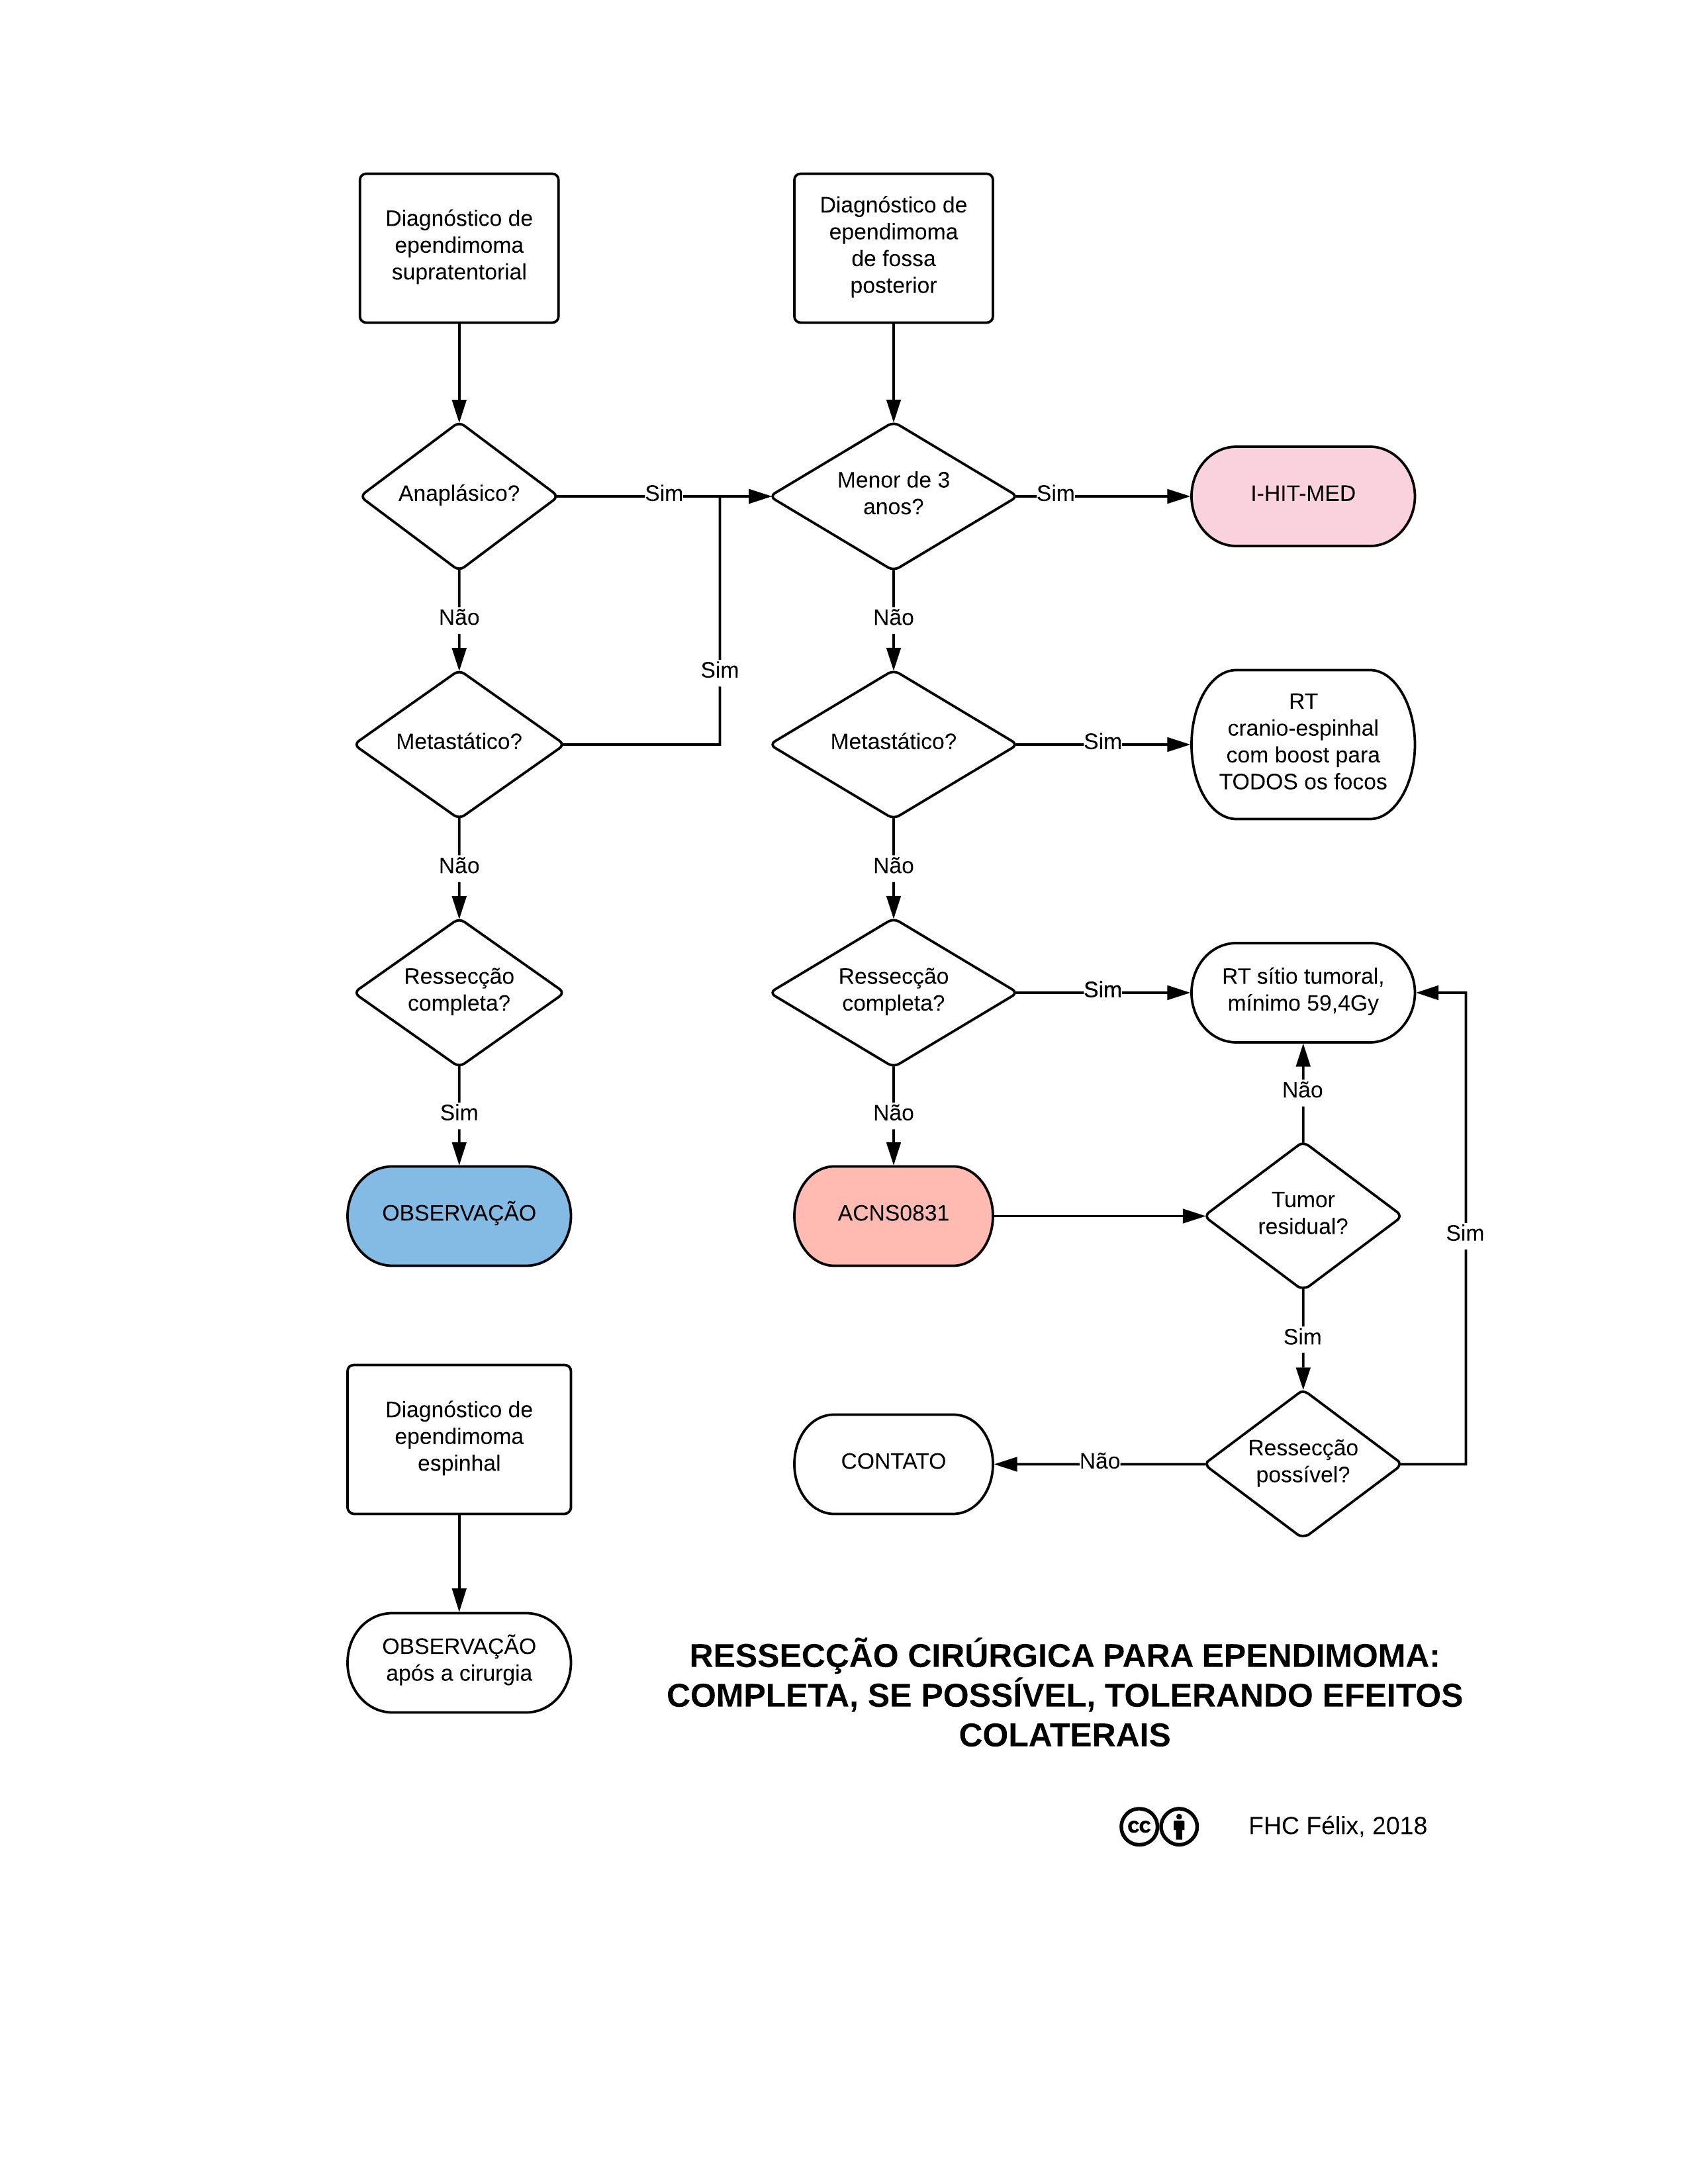 Diagnóstico de
ependimoma
supratentorial
Diagnóstico de
ependimoma
de fossa
posterior
Anaplásico?
Sim
Menor de 3
anos?
Sim
I-HIT-MED
Não
Não
Sim
Metastático?
Metastático?
Sim
RT
cranio-espinhal
com boost para
TODOS os focos
Não
Não
Ressecção
completa?
Ressecção
completa?
Sim
RT sítio tumoral,
mínimo 59,4Gy
Não
Sim
Não
OBSERVAÇÃO
ACNS0831
Tumor
residual?
Sim
Sim
Diagnóstico de
ependimoma
espinhal
CONTATO
Não
Ressecção
possível?
OBSERVAÇÃO
após a cirurgia
RESSECÇÃO CIRÚRGICA PARA EPENDIMOMA:
COMPLETA, SE POSSÍVEL, TOLERANDO EFEITOS
COLATERAIS
cc
FHC Félix, 2018